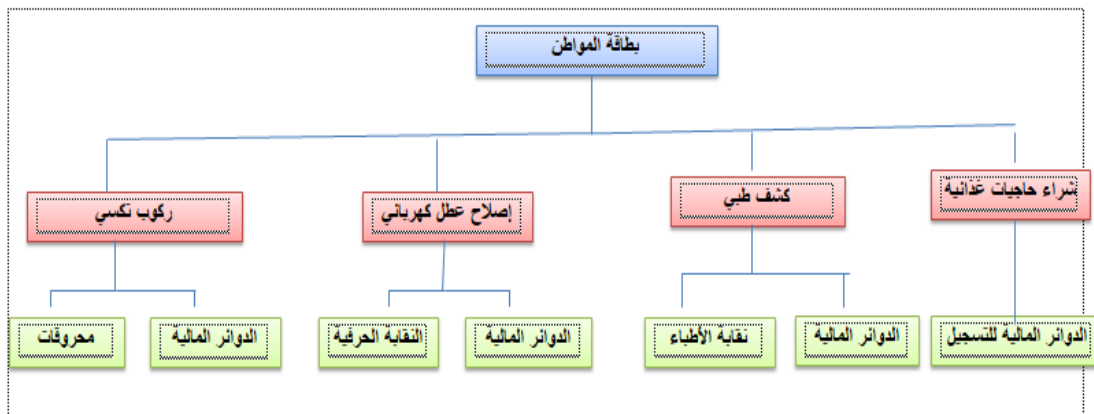 بطاقة المواطن
شراء حاجيات غذائية
كشف طبي
إصلاح عطل كهربائي
ركوب تكسي
الدوائر المالية للتسجيل
الدوائر المالية
نقابة الأطباء
الدوائر المالية
النقابة الحرفية
الدوائر المالية
محروقات